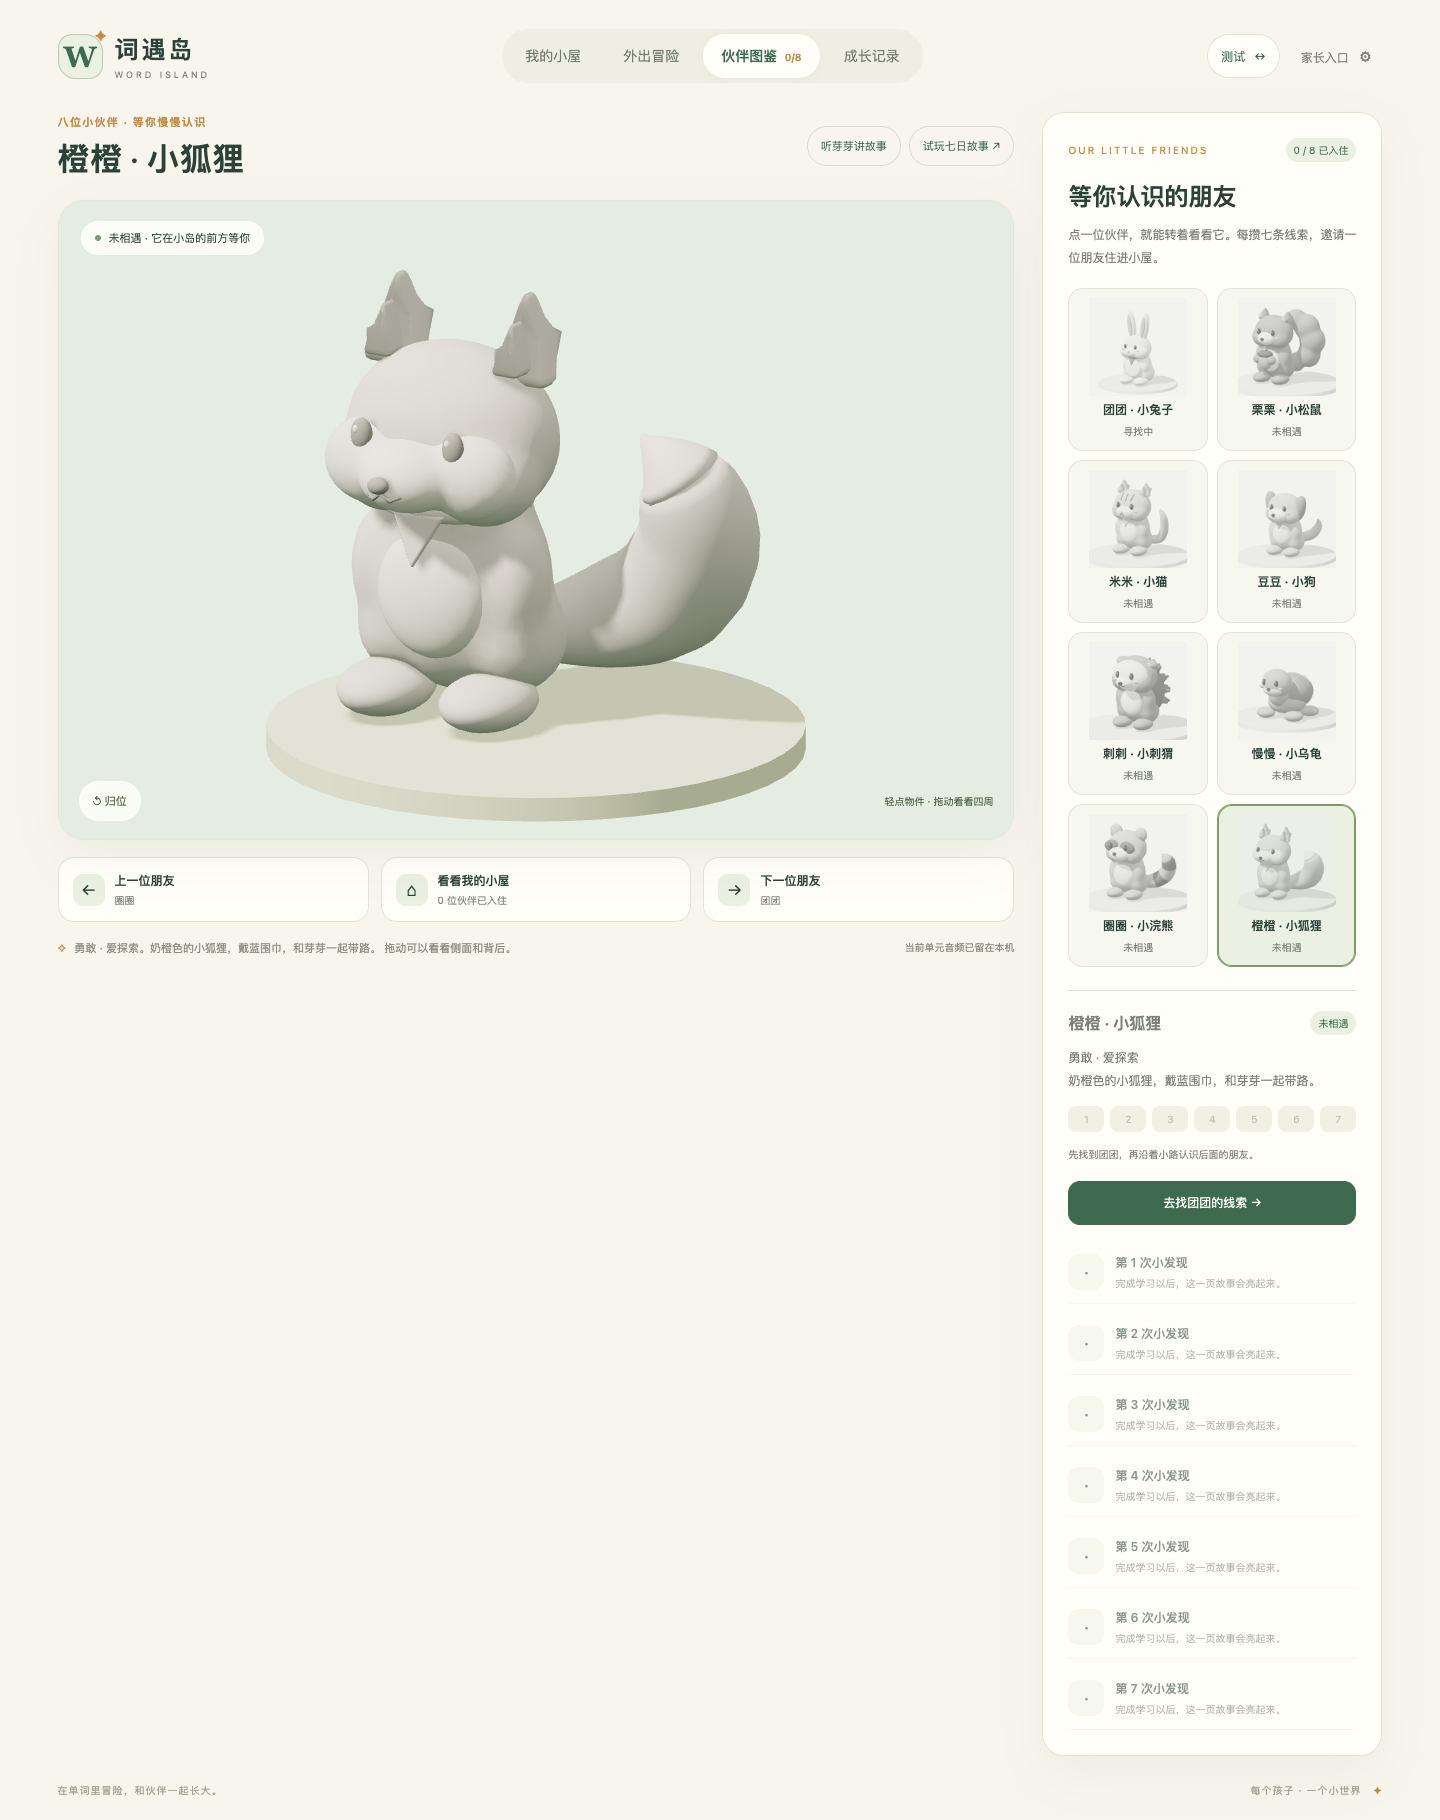 W
词遇岛
WORD ISLAND
我的小屋
外出冒险
伙伴图鉴 0/8
成长记录
测试 ↔
家长入口 ⚙
八位小伙伴 · 等你慢慢认识
橙橙 · 小狐狸
听芽芽讲故事
试玩七日故事 ↗
未相遇 · 它在小岛的前方等你
归位
轻点物件 · 拖动看看四周
← 上一位朋友
圈圈
⌂ 看看我的小屋
0 位伙伴已入住
→ 下一位朋友
团团
✧ 勇敢 · 爱探索。奶橙色的小狐狸，戴蓝围巾，和芽芽一起带路。 拖动可以看看侧面和背后。
当前单元音频已留在本机
OUR LITTLE FRIENDS
0 / 8 已入住
等你认识的朋友
点一位伙伴，就能转着看看它。每攒七条线索，邀请一
位朋友住进小屋。
团团 · 小兔子
寻找中
栗栗 · 小松鼠
未相遇
米米 · 小猫
未相遇
豆豆 · 小狗
未相遇
刺刺 · 小刺猬
未相遇
慢慢 · 小乌龟
未相遇
圈圈 · 小浣熊
未相遇
橙橙 · 小狐狸
未相遇
橙橙 · 小狐狸
未相遇
勇敢 · 爱探索
奶橙色的小狐狸，戴蓝围巾，和芽芽一起带路。
1 2 3 4 5 6 7
先找到团团，再沿着小路认识后面的朋友。
去找团团的线索 →
第 1 次小发现
完成学习以后，这一页故事会亮起来。
第 2 次小发现
完成学习以后，这一页故事会亮起来。
第 3 次小发现
完成学习以后，这一页故事会亮起来。
第 4 次小发现
完成学习以后，这一页故事会亮起来。
第 5 次小发现
完成学习以后，这一页故事会亮起来。
第 6 次小发现
完成学习以后，这一页故事会亮起来。
第 7 次小发现
完成学习以后，这一页故事会亮起来。
在单词里冒险，和伙伴一起长大。
每个孩子 · 一个小世界 ✦